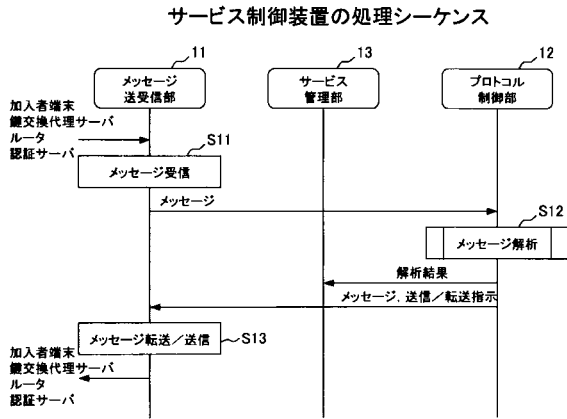 サービス制御装置の処理シーケンス
11
13
12
メッセージ
送受信部
サービス
管理部
プロトコル
制御部
加入者端末
鍵交換代理サーバ
ルータ
認証サーバ
S11
メッセージ受信
メッセージ
S12
メッセージ解析
解析結果
メッセージ、送信／転送指示
メッセージ転送／送信
S13
加入者端末
鍵交換代理サーバ
ルータ
認証サーバ